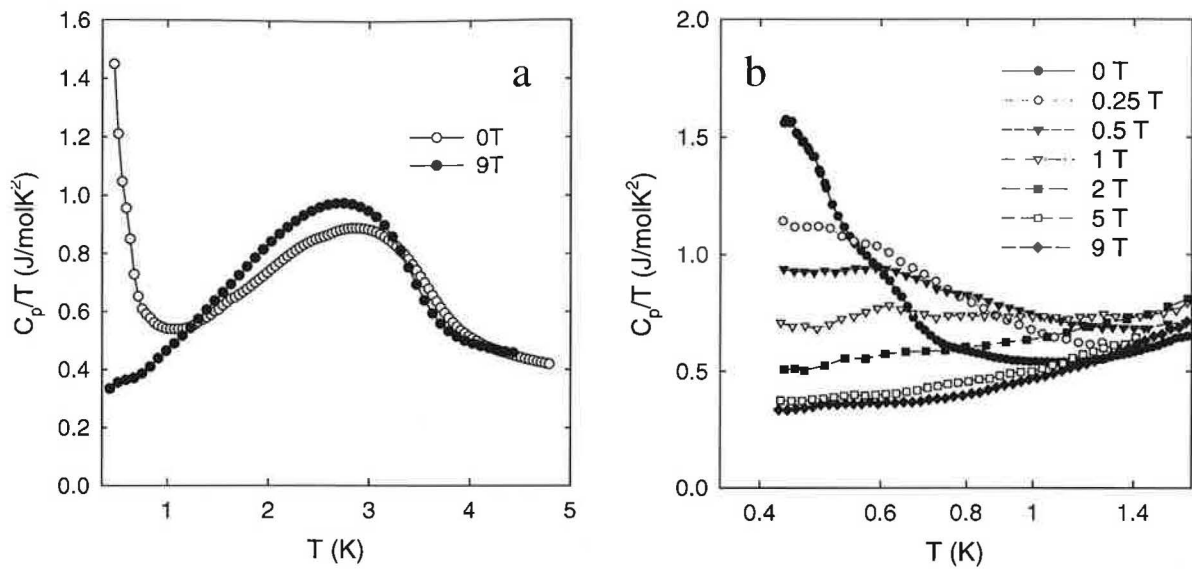 1.6
1.4
1.2
1.0
0.8
0.6
0.4
0.2
0.0
C_p/T (J/molK²)
a
0T
9T
1 2 3 4 5
T (K)
2.0
1.5
1.0
0.5
0.0
C_p/T (J/molK²)
b
0 T
0.25 T
0.5 T
1 T
2 T
5 T
9 T
0.4 0.6 0.8 1 1.4
T (K)